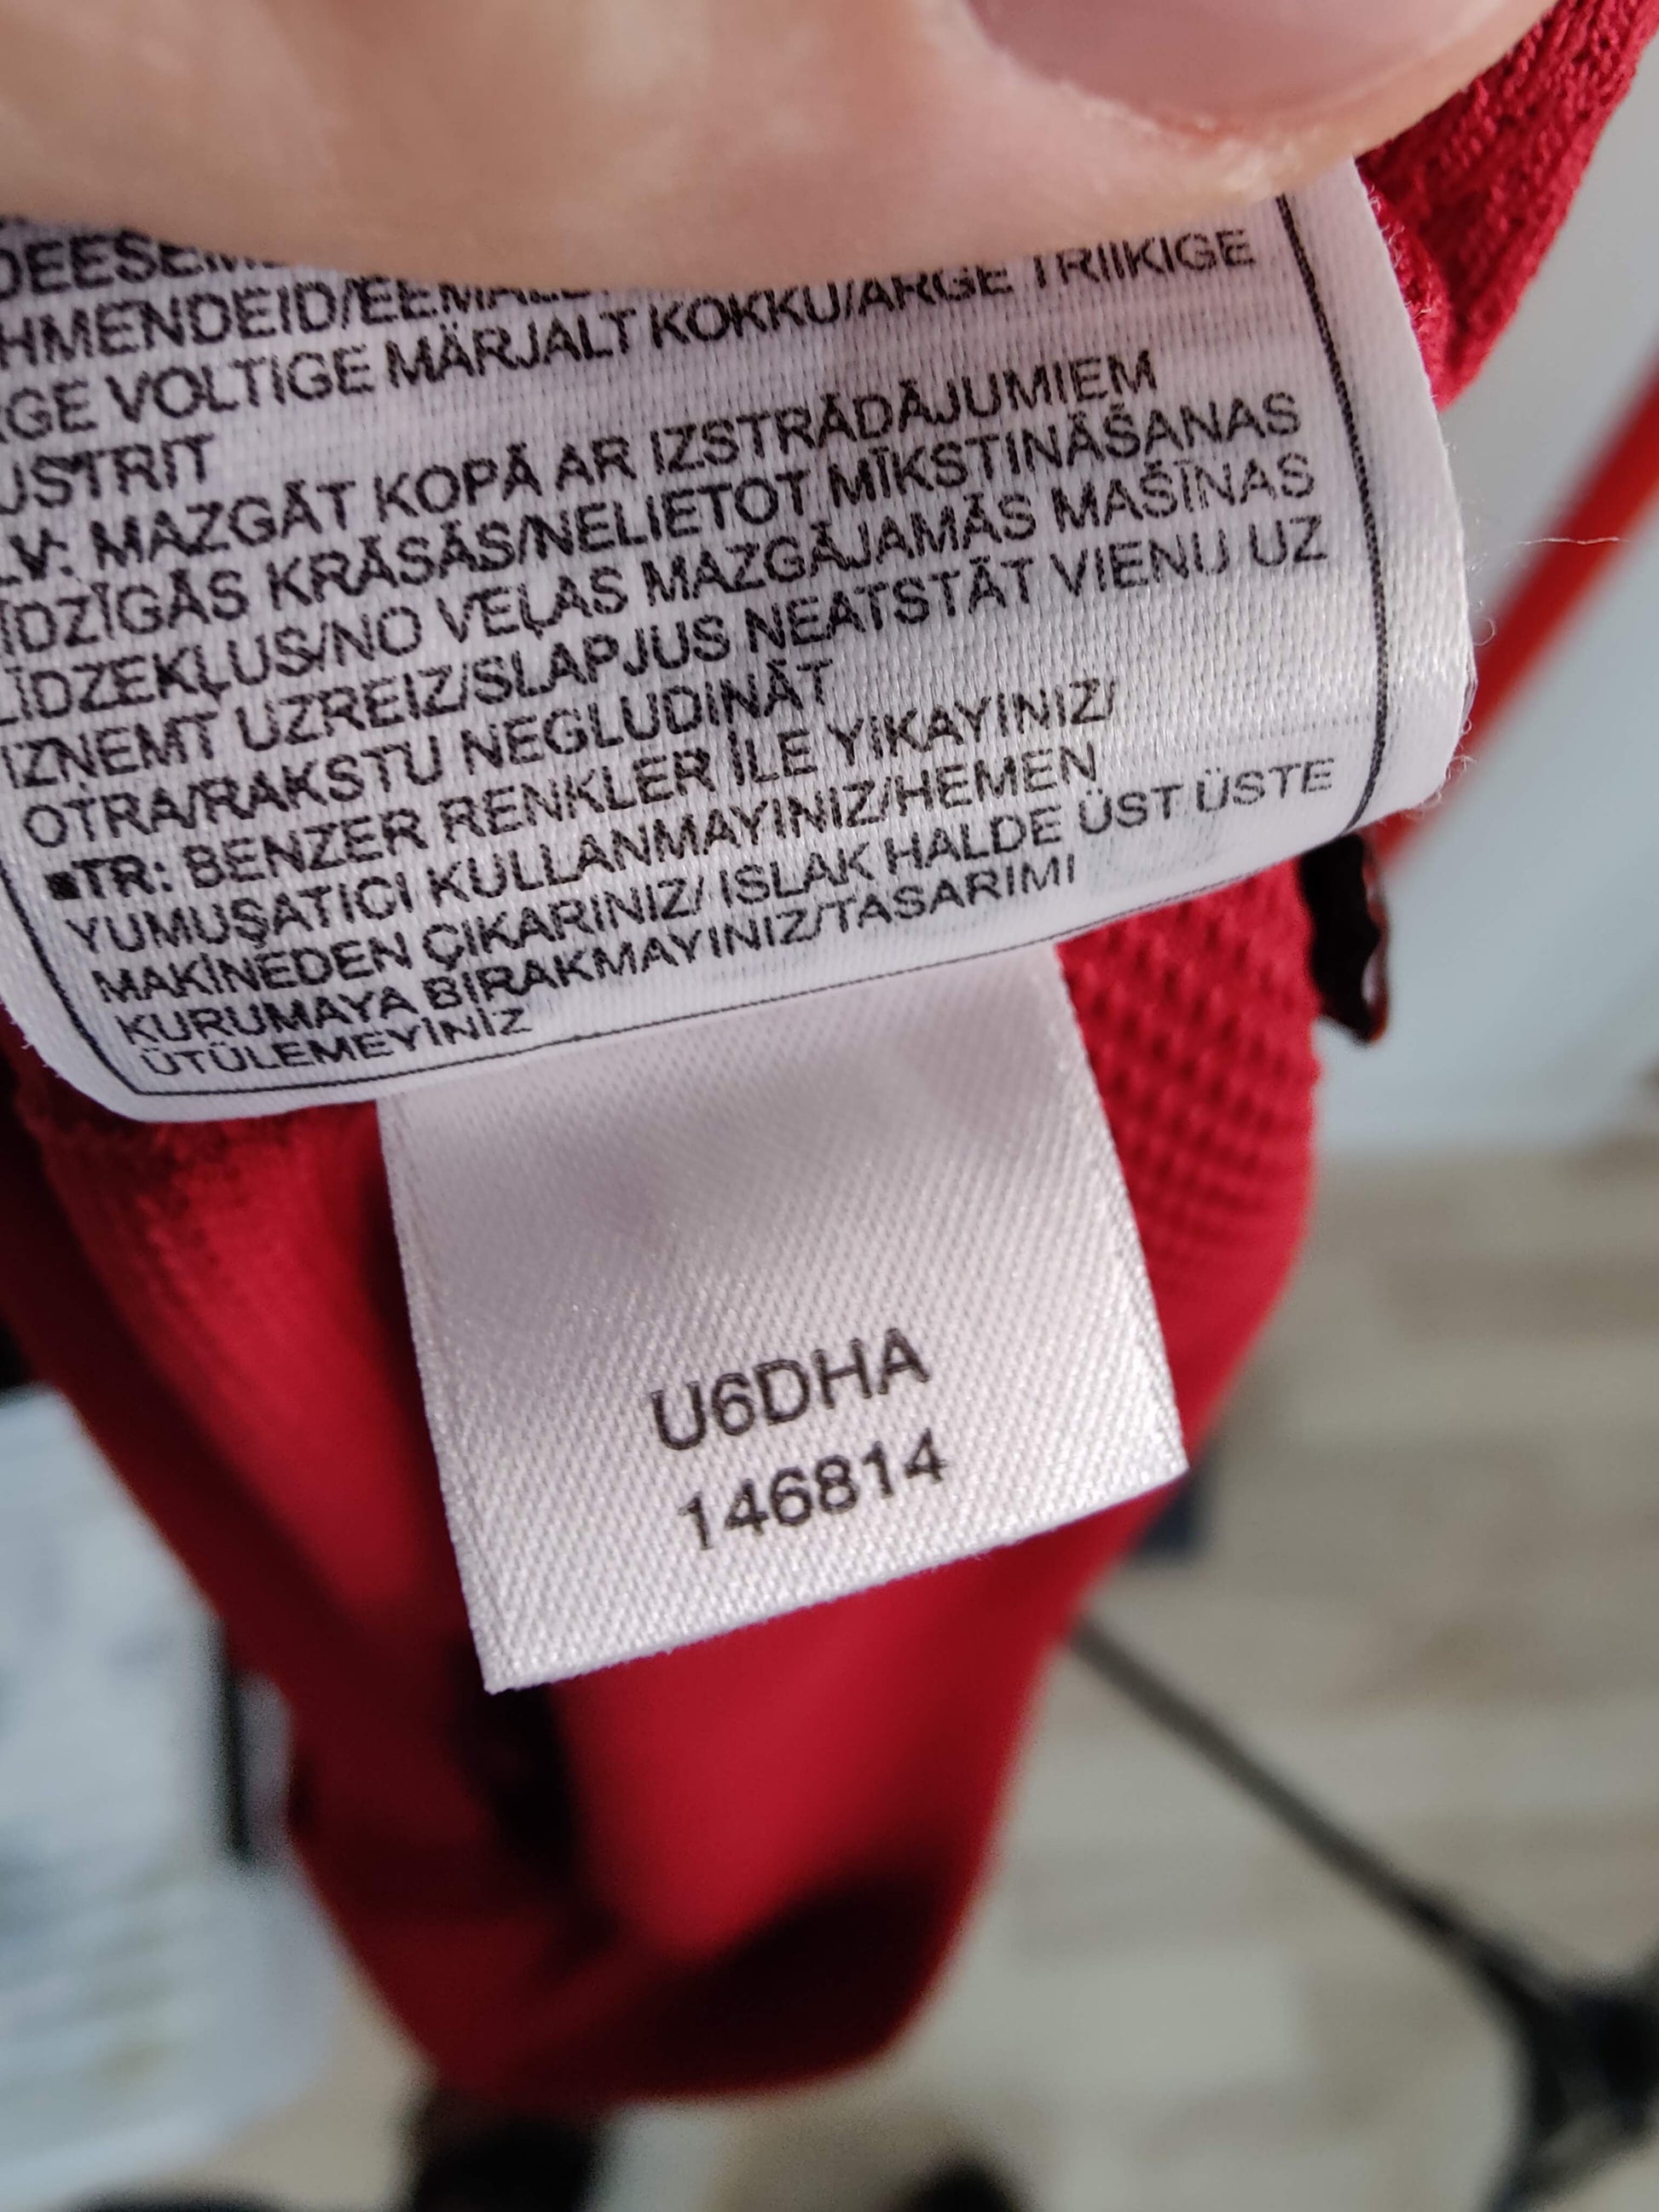 HMENDEID/
GE VOLTIGE MÄRJALT KOKKU/ÄRGE TRIIKIGE
USTRIT
LV: MAZGĀT KOPĀ AR IZSTRĀDĀJUMIEM
ĪDZĪGĀS KRĀSĀS/NELIETOT MĪKSTINĀŠANAS
LĪDZEKĻUS/NO VEĻAS MAZGĀJAMĀS MAŠĪNAS
IZŅEMT UZREIZ/SLAPJUS NEATSTĀT VIENU UZ
OTRA/RAKSTU NEGLUDINĀT
■TR: BENZER RENKLER İLE YIKAYINIZ/
YUMUŞATICI KULLANMAYINIZ/HEMEN
MAKİNEDEN ÇIKARINIZ/ ISLAK HALDE ÜST ÜSTE
KURUMAYA BIRAKMAYINIZ/TASARIMI
ÜTÜLEMEYİNİZ
U6DHA
146814